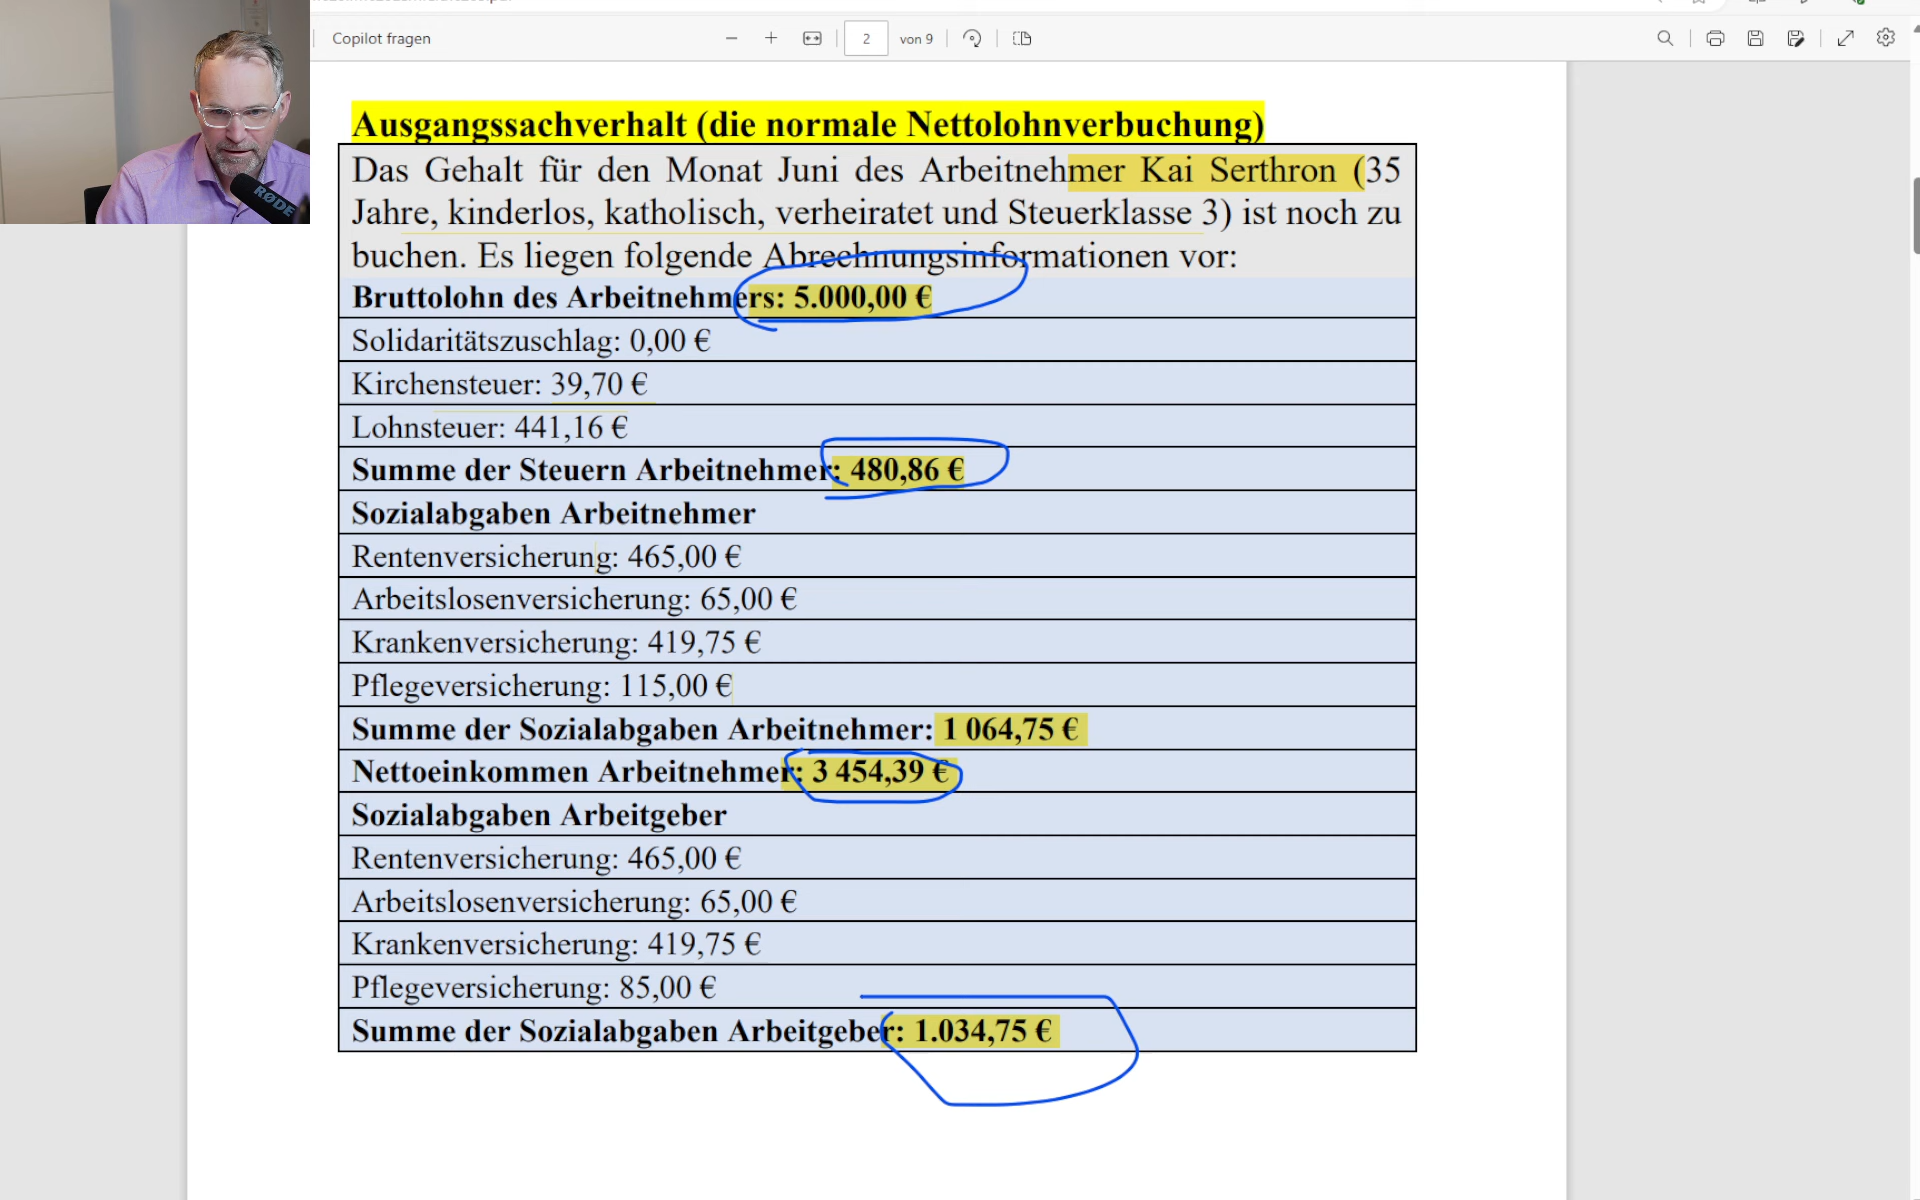 Copilot fragen
2 von 9
RØDE
Ausgangssachverhalt (die normale Nettolohnverbuchung)
Das Gehalt für den Monat Juni des Arbeitnehmer Kai Serthron (35
Jahre, kinderlos, katholisch, verheiratet und Steuerklasse 3) ist noch zu
buchen. Es liegen folgende Abrechnungsinformationen vor:
Bruttolohn des Arbeitnehmers: 5.000,00 €
Solidaritätszuschlag: 0,00 €
Kirchensteuer: 39,70 €
Lohnsteuer: 441,16 €
Summe der Steuern Arbeitnehmer: 480,86 €
Sozialabgaben Arbeitnehmer
Rentenversicherung: 465,00 €
Arbeitslosenversicherung: 65,00 €
Krankenversicherung: 419,75 €
Pflegeversicherung: 115,00 €
Summe der Sozialabgaben Arbeitnehmer: 1 064,75 €
Nettoeinkommen Arbeitnehmer: 3 454,39 €
Sozialabgaben Arbeitgeber
Rentenversicherung: 465,00 €
Arbeitslosenversicherung: 65,00 €
Krankenversicherung: 419,75 €
Pflegeversicherung: 85,00 €
Summe der Sozialabgaben Arbeitgeber: 1.034,75 €